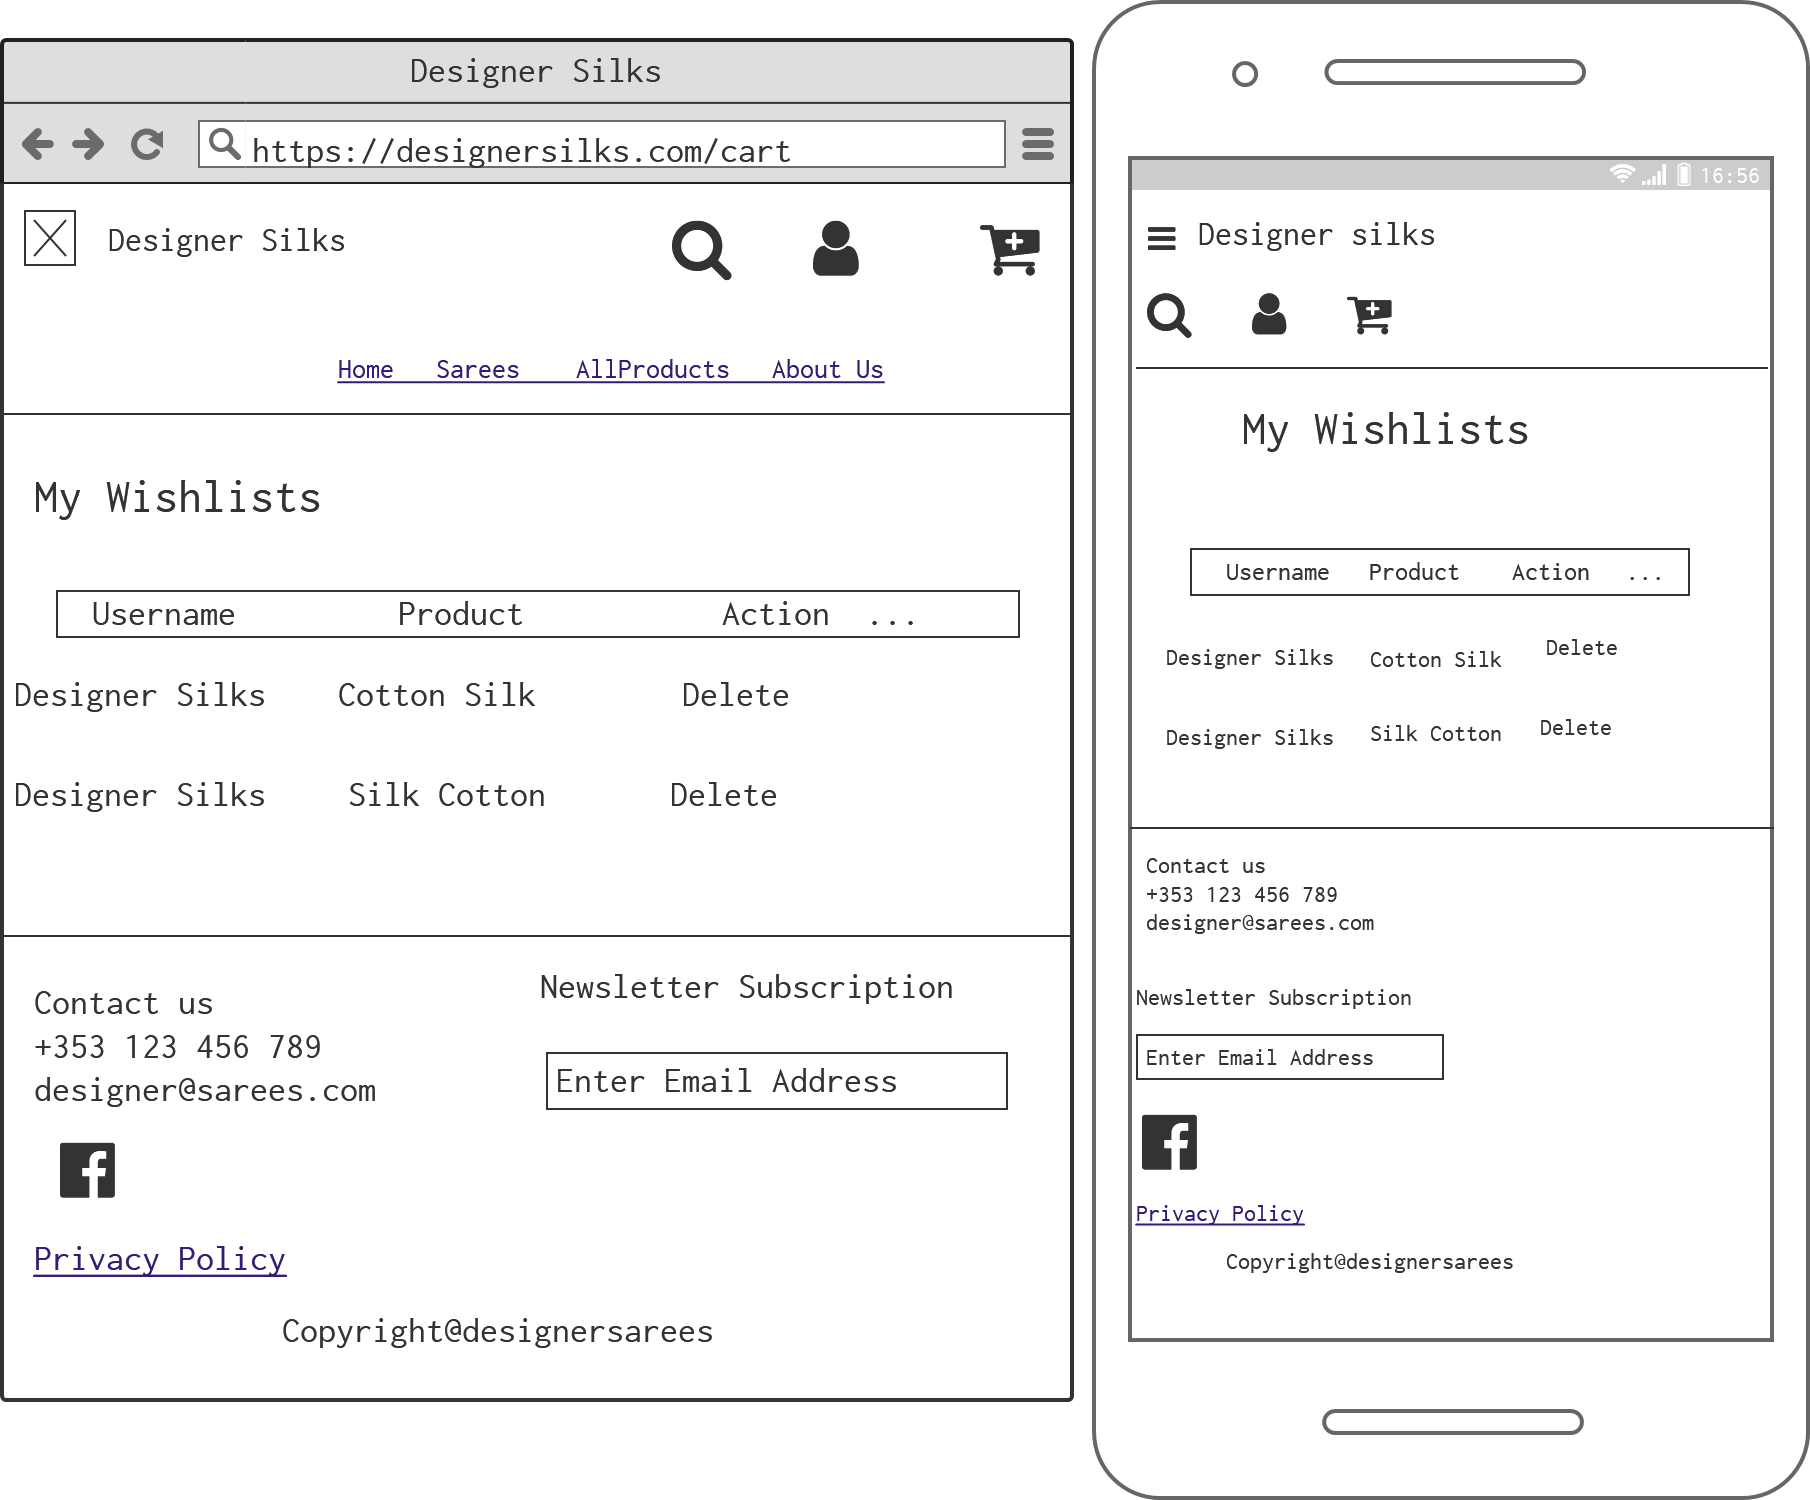 Designer Silks
https://designersilks.com/cart
Designer Silks
Home Sarees AllProducts About Us
My Wishlists
Username Product Action ...
Designer Silks Cotton Silk Delete
Designer Silks Silk Cotton Delete
Contact us
+353 123 456 789
designer@sarees.com
Newsletter Subscription
Enter Email Address
Privacy Policy
Copyright@designersarees
16:56
Designer silks
My Wishlists
Username Product Action ...
Designer Silks Cotton Silk Delete
Designer Silks Silk Cotton Delete
Contact us
+353 123 456 789
designer@sarees.com
Newsletter Subscription
Enter Email Address
Privacy Policy
Copyright@designersarees